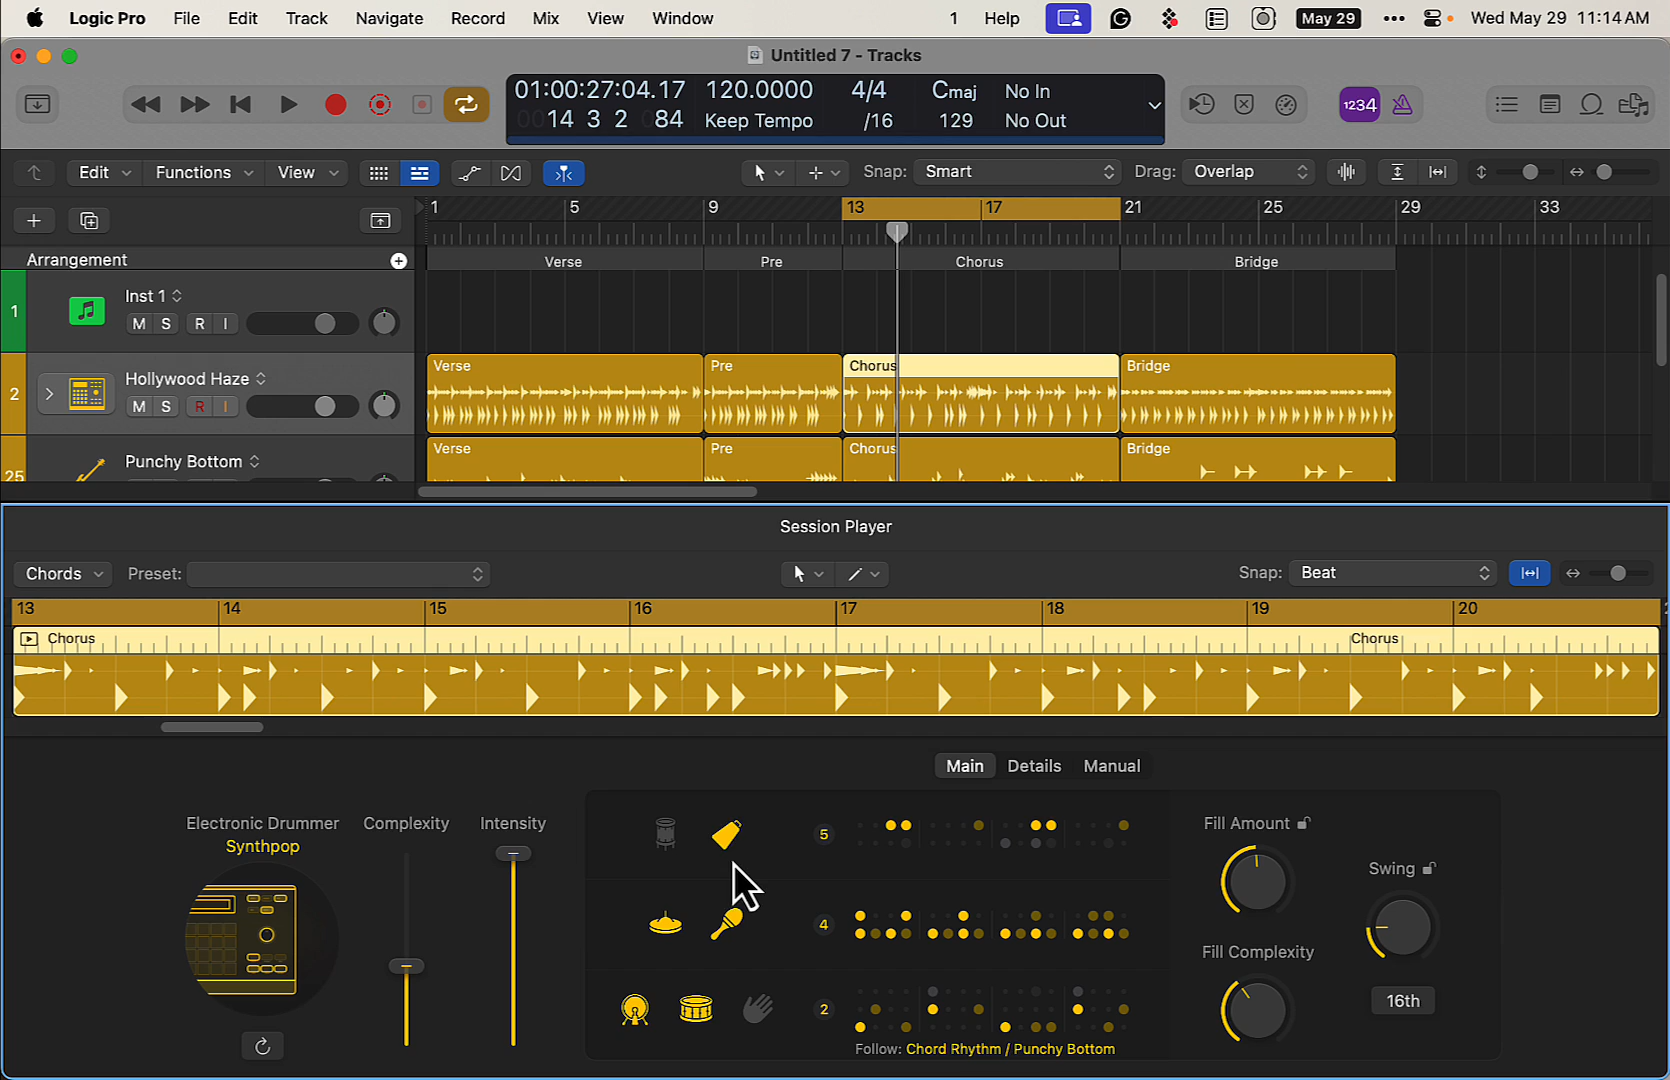 Logic Pro File Edit Track Navigate Record Mix View Window 1 Help May 29 Wed May 29 11:14 AM
Untitled 7 - Tracks
01:00:27:04.17 120.0000 4/4 Cmaj No In
0014 3 2 084 Keep Tempo /16 129 No Out
1234
Edit Functions View Snap: Smart Drag: Overlap
1 5 9 13 17 21 25 29 33
Arrangement Verse Pre Chorus Bridge
1 Inst 1
M S R I
2 Hollywood Haze Verse Pre Chorus Bridge
M S R I
25 Punchy Bottom Verse Pre Chorus Bridge
Session Player
Chords Preset: Snap: Beat
13 14 15 16 17 18 19 20
Chorus Chorus
Main Details Manual
Electronic Drummer Complexity Intensity 5 Fill Amount
Synthpop
Swing
4
Fill Complexity
2 16th
Follow: Chord Rhythm / Punchy Bottom